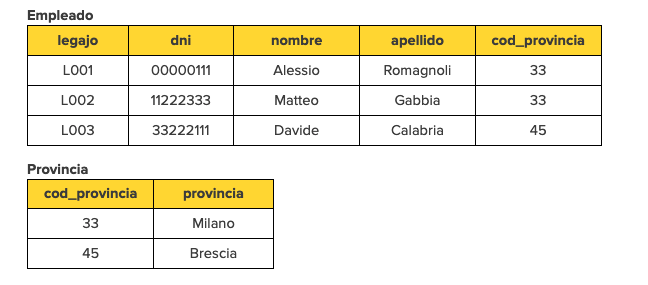 Empleado
legajo dni nombre apellido cod_provincia
L001 00000111 Alessio Romagnoli 33
L002 11222333 Matteo Gabbia 33
L003 33222111 Davide Calabria 45
Provincia
cod_provincia provincia
33 Milano
45 Brescia